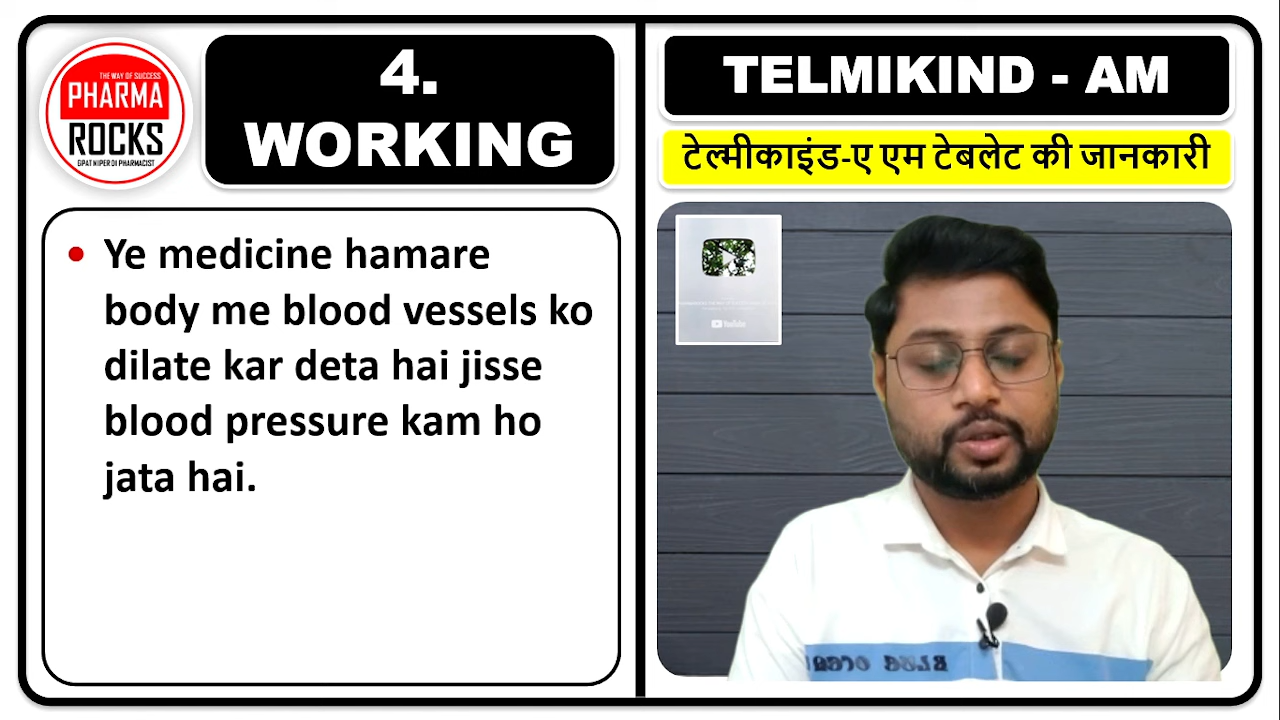 THE WAY OF SUCCESS
PHARMA
ROCKS
GPAT NIPER DI PHARMACIST
4.
WORKING
• Ye medicine hamare
body me blood vessels ko
dilate kar deta hai jisse
blood pressure kam ho
jata hai.
TELMIKIND - AM
टेल्मीकाइंड-ए एम टेबलेट की जानकारी
YouTube